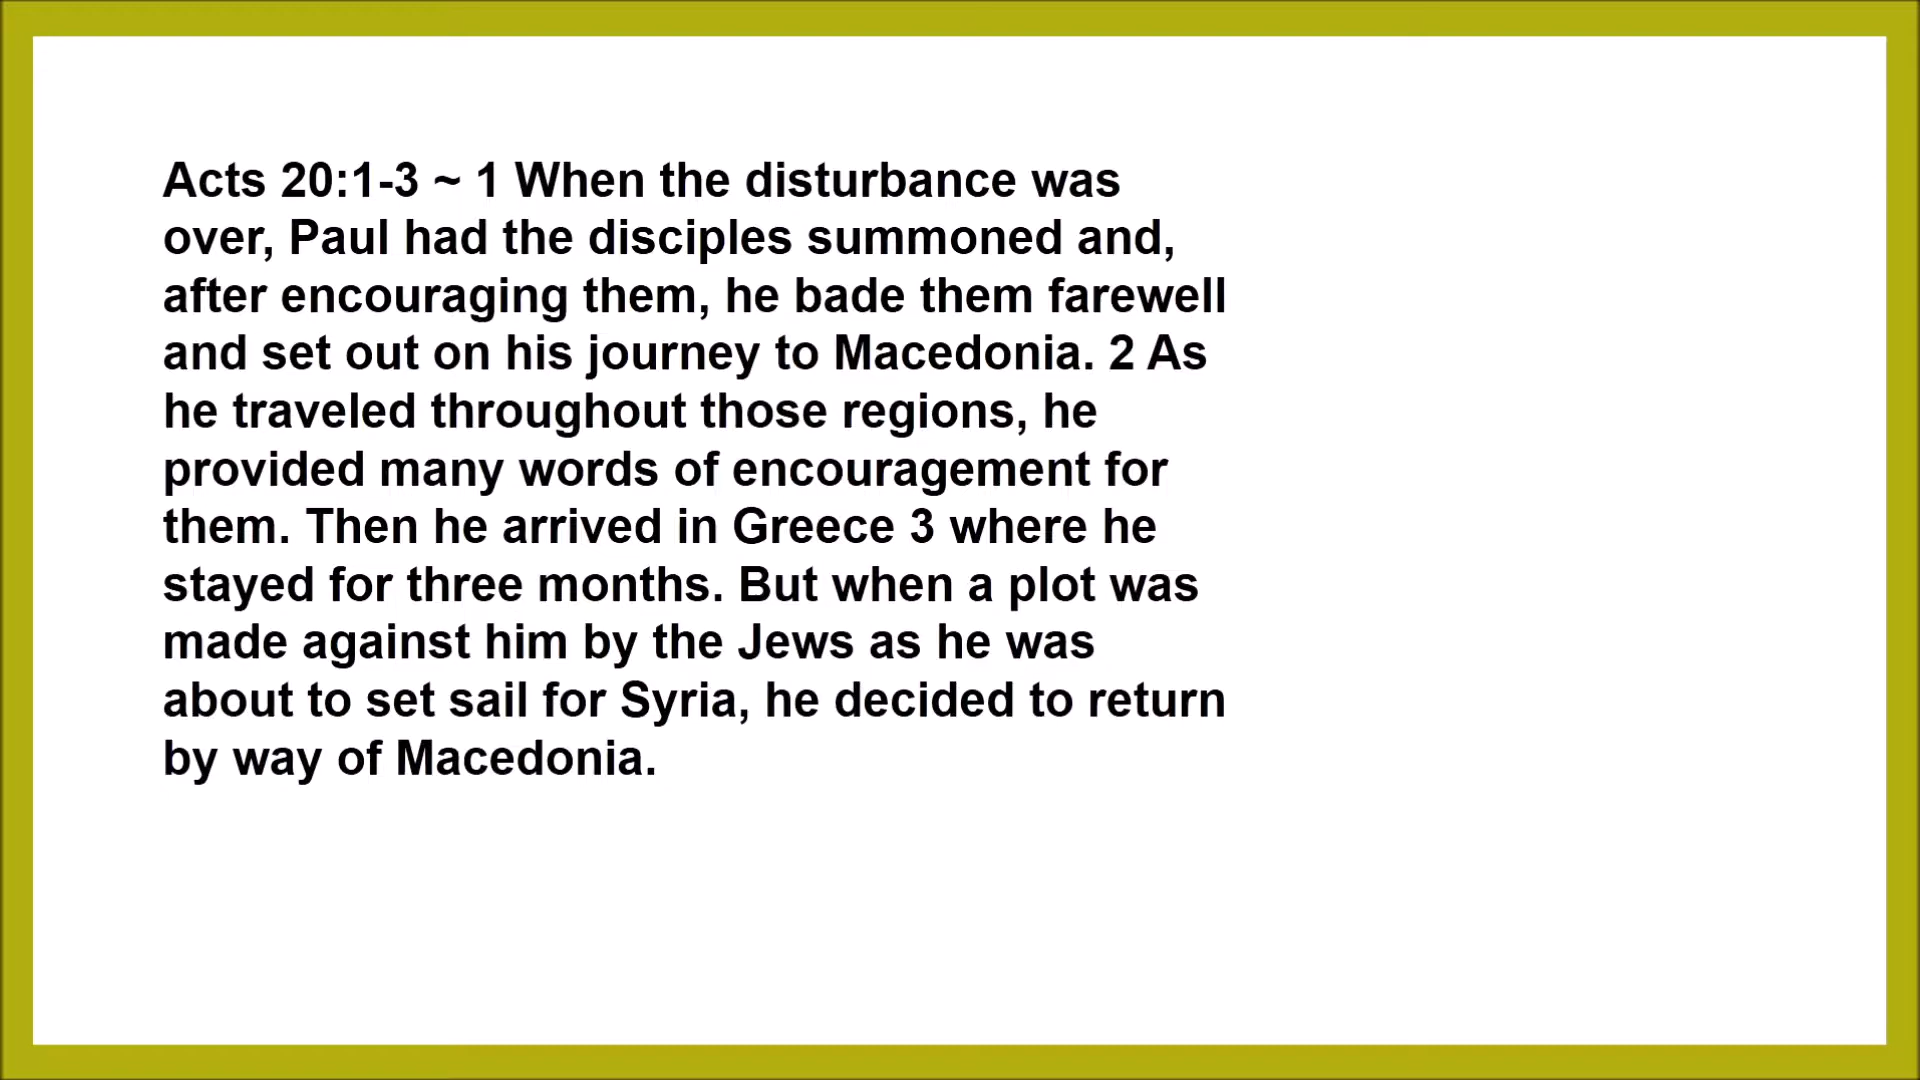 Acts 20:1-3 ~ 1 When the disturbance was
over, Paul had the disciples summoned and,
after encouraging them, he bade them farewell
and set out on his journey to Macedonia. 2 As
he traveled throughout those regions, he
provided many words of encouragement for
them. Then he arrived in Greece 3 where he
stayed for three months. But when a plot was
made against him by the Jews as he was
about to set sail for Syria, he decided to return
by way of Macedonia.